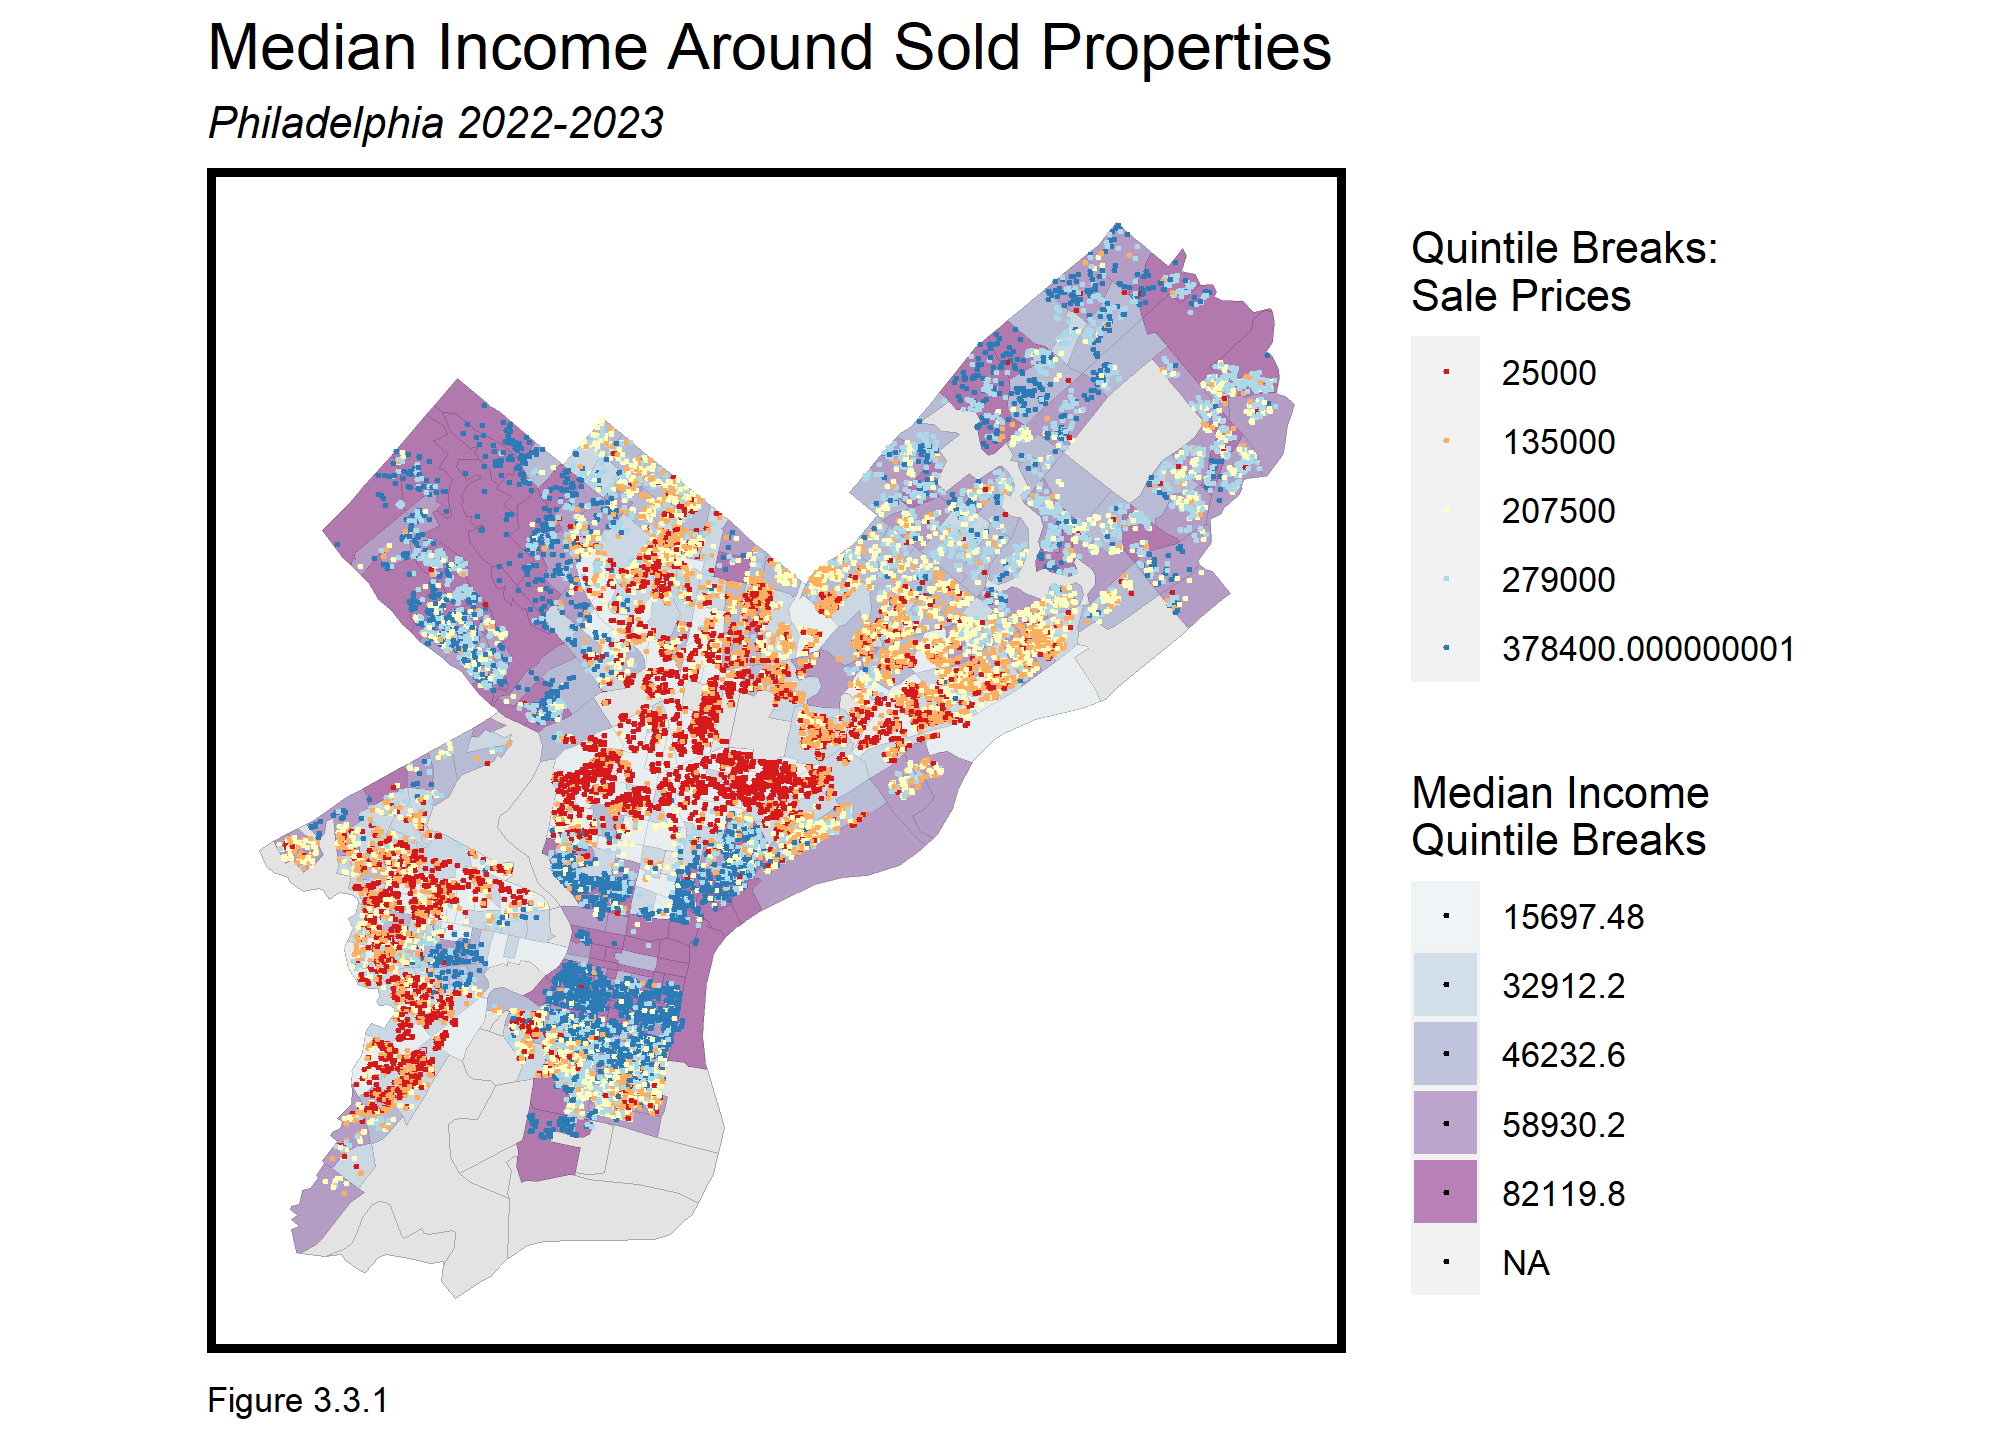 Median Income Around Sold Properties
Philadelphia 2022-2023
Quintile Breaks:
Sale Prices
25000
135000
207500
279000
378400.000000001
Median Income
Quintile Breaks
15697.48
32912.2
46232.6
58930.2
82119.8
NA
Figure 3.3.1